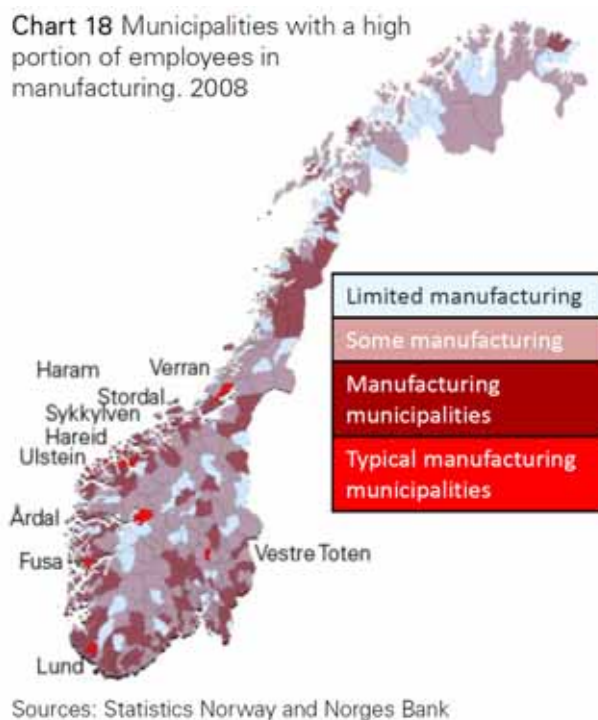 Chart 18 Municipalities with a high
portion of employees in
manufacturing. 2008
Limited manufacturing
Some manufacturing
Manufacturing
municipalities
Typical manufacturing
municipalities
Haram
Verran
Stordal
Sykkylven
Hareid
Ulstein
Årdal
Fusa
Vestre Toten
Lund
Sources: Statistics Norway and Norges Bank